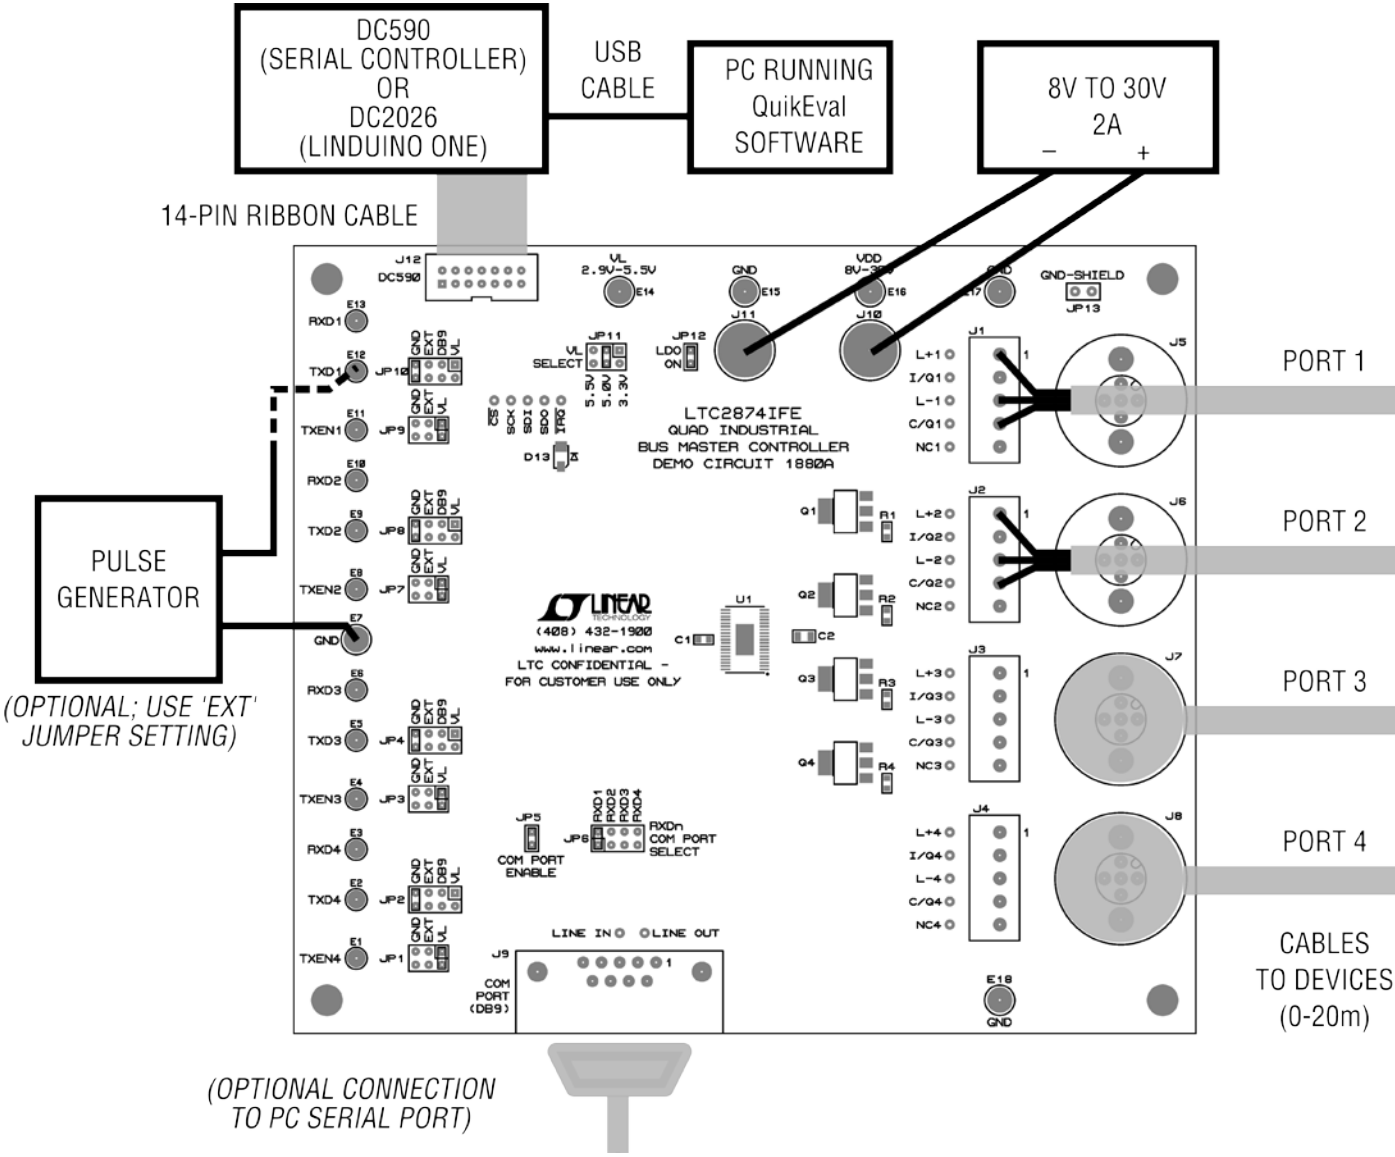 DC590
(SERIAL CONTROLLER)
OR
DC2026
(LINDUINO ONE)
USB
CABLE
PC RUNNING
QuikEval
SOFTWARE
8V TO 30V
2A
– +
14-PIN RIBBON CABLE
J12
DC590
VL
2.9V-5.5V
E14
GND
E15
J11
VDD
8V-30V
E16
J10
GND
E17
GND-SHIELD
JP13
E13
RXD1
E12
TXD1
JP10
GND
EXT
DB9
VL
E11
TXEN1
JP9
GND
EXT
VL
E10
RXD2
E9
TXD2
JP8
GND
EXT
DB9
VL
E8
TXEN2
JP7
GND
EXT
VL
E7
GND
E6
RXD3
E5
TXD3
JP4
GND
EXT
DB9
VL
E4
TXEN3
JP3
GND
EXT
VL
E3
RXD4
E2
TXD4
JP2
GND
EXT
DB9
VL
E1
TXEN4
JP1
GND
EXT
VL
JP11
VL
SELECT
5.5V
5.0V
3.3V
JP12
LDO
ON
CS
SCK
SDI
SDO
IRQ
D13
LTC2874IFE
QUAD INDUSTRIAL
BUS MASTER CONTROLLER
DEMO CIRCUIT 1880A
LINEAR
TECHNOLOGY
(408) 432-1900
www.linear.com
LTC CONFIDENTIAL –
FOR CUSTOMER USE ONLY
U1
C1
C2
Q1
R1
Q2
R2
Q3
R3
Q4
R4
J1
1
L+1
I/Q1
L-1
C/Q1
NC1
J5
PORT 1
J2
1
L+2
I/Q2
L-2
C/Q2
NC2
J6
PORT 2
J3
1
L+3
I/Q3
L-3
C/Q3
NC3
J7
PORT 3
J4
1
L+4
I/Q4
L-4
C/Q4
NC4
J8
PORT 4
CABLES
TO DEVICES
(0-20m)
E18
GND
PULSE
GENERATOR
(OPTIONAL; USE 'EXT'
JUMPER SETTING)
JP5
COM PORT
ENABLE
JP6
RXD1
RXD2
RXD3
RXD4
RXDn
COM PORT
SELECT
LINE IN
LINE OUT
J9
1
COM
PORT
(DB9)
(OPTIONAL CONNECTION
TO PC SERIAL PORT)